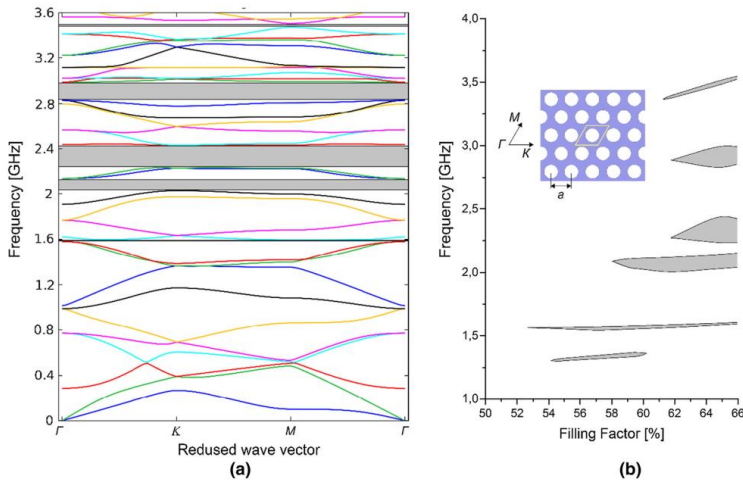 3.6
3.2
2.8
2.4
2
1.6
1.2
0.8
0.4
0
Frequency [GHz]
Γ K M Γ
Redused wave vector
(a)
4.0
3.5
3.0
2.5
2.0
1.5
1.0
Frequency [GHz]
M
Γ
K
a
50 52 54 56 58 60 62 64 66
Filling Factor [%]
(b)